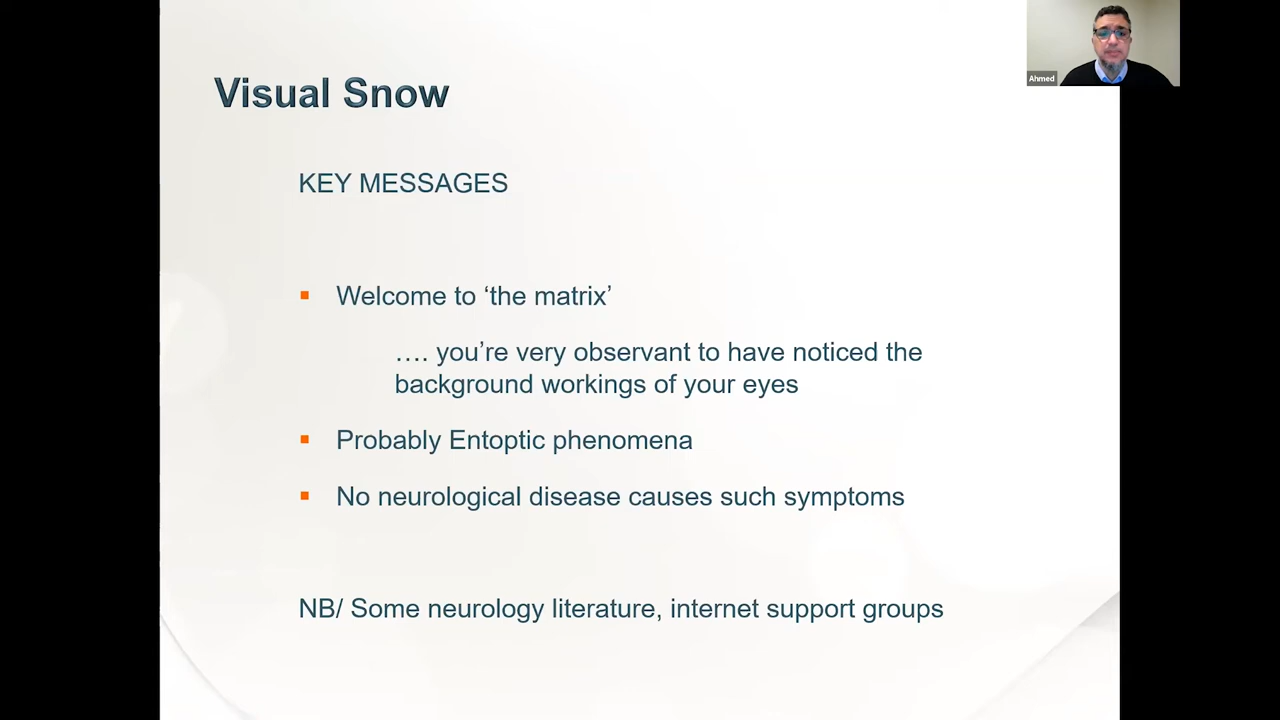 Visual Snow
KEY MESSAGES
Welcome to ‘the matrix’
…. you’re very observant to have noticed the
background workings of your eyes
Probably Entoptic phenomena
No neurological disease causes such symptoms
NB/ Some neurology literature, internet support groups
Ahmed